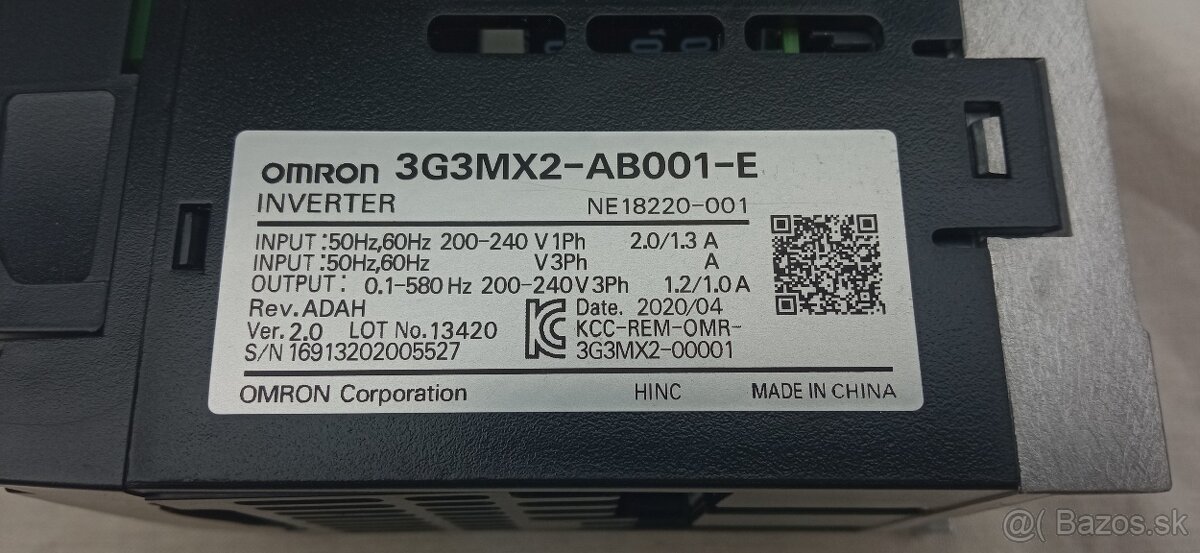 OMRON 3G3MX2-AB001-E
INVERTER NE18220-001
INPUT :50Hz,60Hz 200-240 V 1Ph 2.0/1.3 A
INPUT :50Hz,60Hz V 3Ph A
OUTPUT : 0.1-580 Hz 200-240V 3Ph 1.2/1.0 A
Rev. ADAH Date. 2020/04
Ver. 2.0 LOT No. 13420 KCC-REM-OMR-
S/N 16913202005527 3G3MX2-00001
OMRON Corporation HINC MADE IN CHINA
@( Bazos.sk